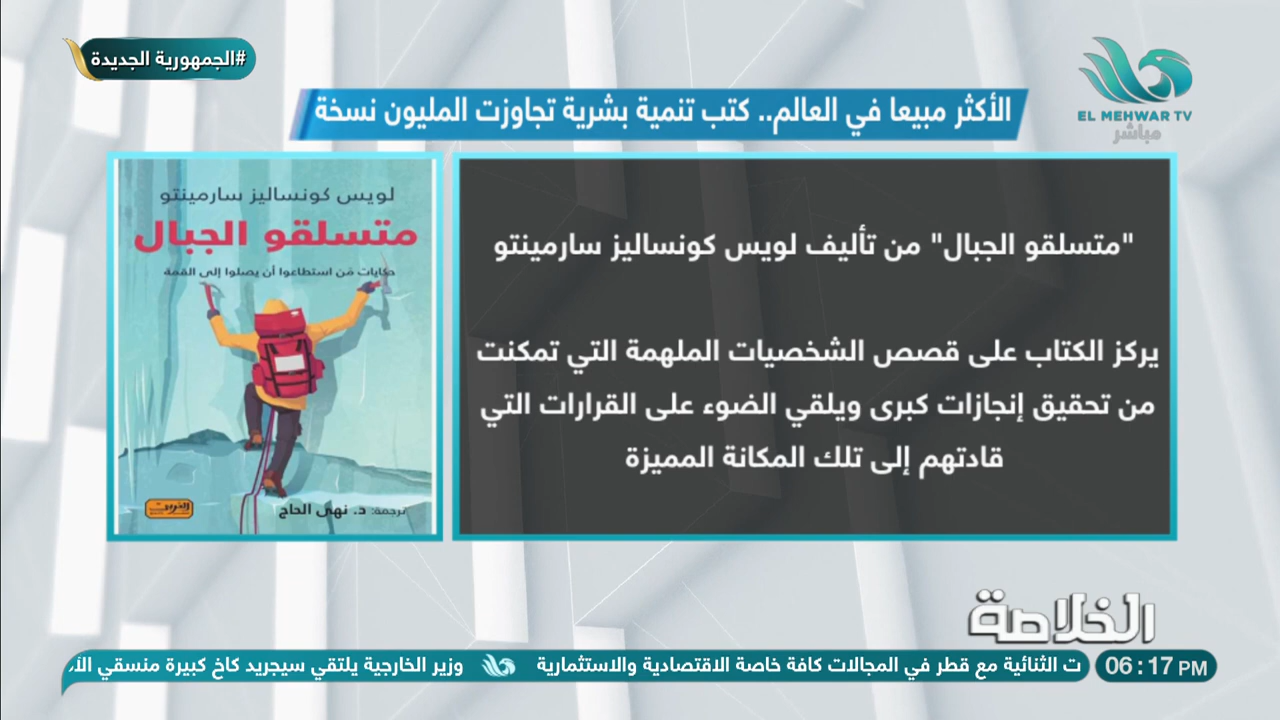 #الجمهورية الجديدة
EL MEHWAR TV
مباشر
الأكثر مبيعا في العالم.. كتب تنمية بشرية تجاوزت المليون نسخة
لويس كونساليز سارمينتو
متسلقو الجبال
حكايات مَن استطاعوا أن يصلوا إلى القمة
ترجمة: د. نهى الحاج
"متسلقو الجبال" من تأليف لويس كونساليز سارمينتو
يركز الكتاب على قصص الشخصيات الملهمة التي تمكنت
من تحقيق إنجازات كبرى ويلقي الضوء على القرارات التي
قادتهم إلى تلك المكانة المميزة
الخلاصة
06:17 PM
ت الثنائية مع قطر في المجالات كافة خاصة الاقتصادية والاستثمارية
وزير الخارجية يلتقي سيجريد كاخ كبيرة منسقي الأ